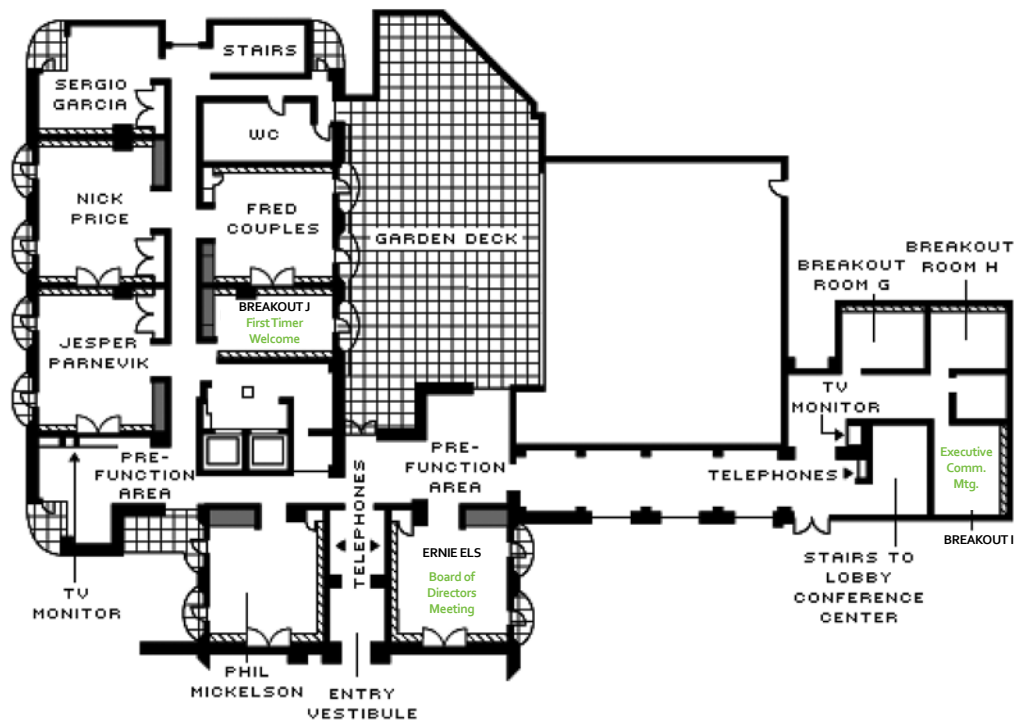 STAIRS
SERGIO
GARCIA
WC
NICK
PRICE
FRED
COUPLES
GARDEN DECK
BREAKOUT
ROOM H
BREAKOUT
ROOM G
BREAKOUT J
First Timer
Welcome
JESPER
PARNEVIK
TV
MONITOR
PRE-
FUNCTION
AREA
PRE-
FUNCTION
AREA
TELEPHONES
TELEPHONES
Executive
Comm.
Mtg.
BREAKOUT I
ERNIE ELS
Board of
Directors
Meeting
STAIRS TO
LOBBY
CONFERENCE
CENTER
TV
MONITOR
PHIL
MICKELSON
ENTRY
VESTIBULE